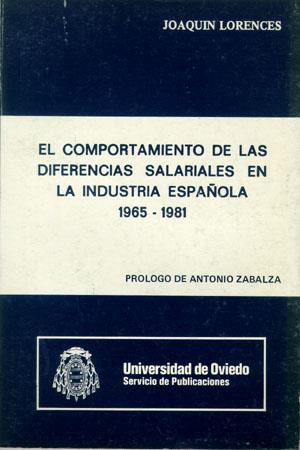 JOAQUIN LORENCES
EL COMPORTAMIENTO DE LAS
DIFERENCIAS SALARIALES EN
LA INDUSTRIA ESPAÑOLA
1965 - 1981
PROLOGO DE ANTONIO ZABALZA
Universidad de Oviedo
Servicio de Publicaciones